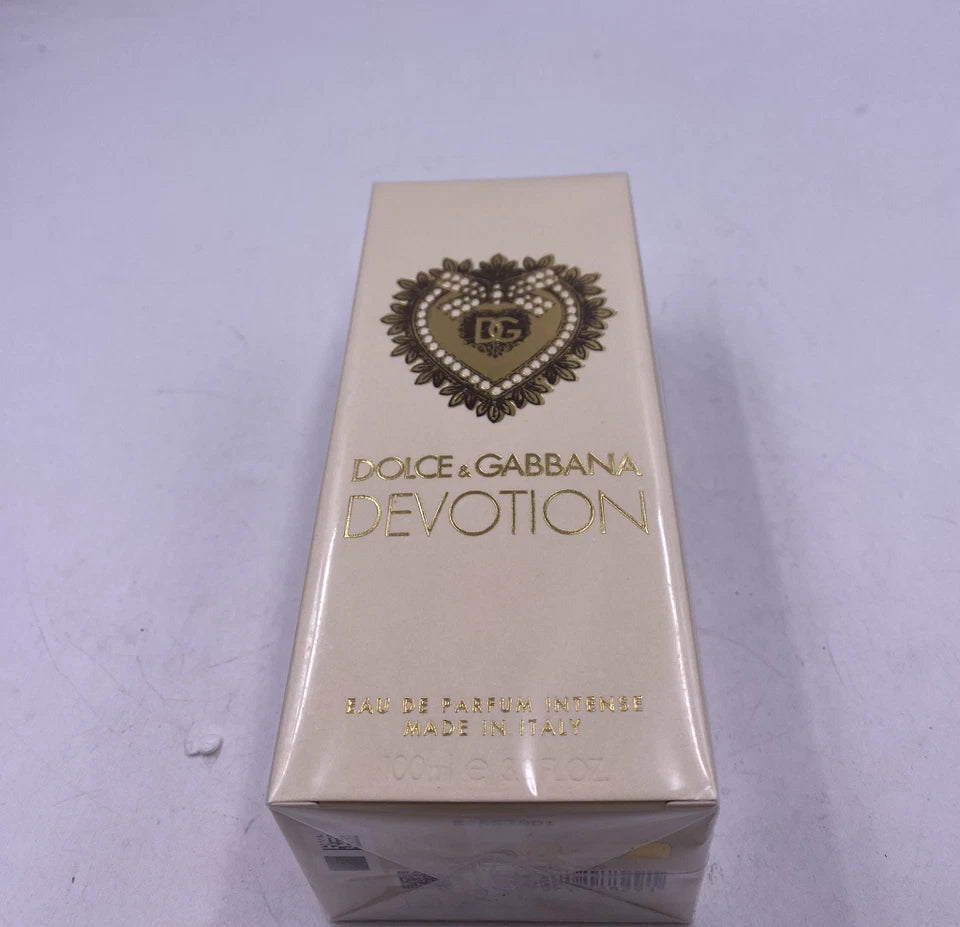 DG
DOLCE & GABBANA
DEVOTION
EAU DE PARFUM INTENSE
MADE IN ITALY
100ml e 3.3 FL.OZ.